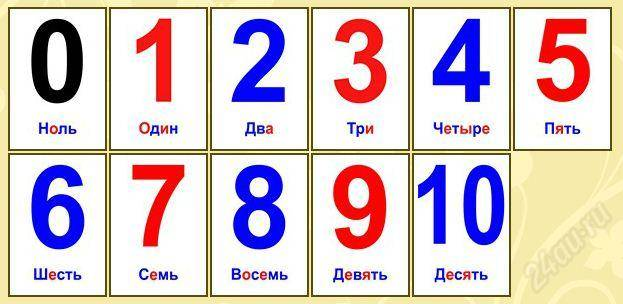 0 1 2 3 4 5
Ноль Один Два Три Четыре Пять
6 7 8 9 10
Шесть Семь Восемь Девять Десять
24au.ru